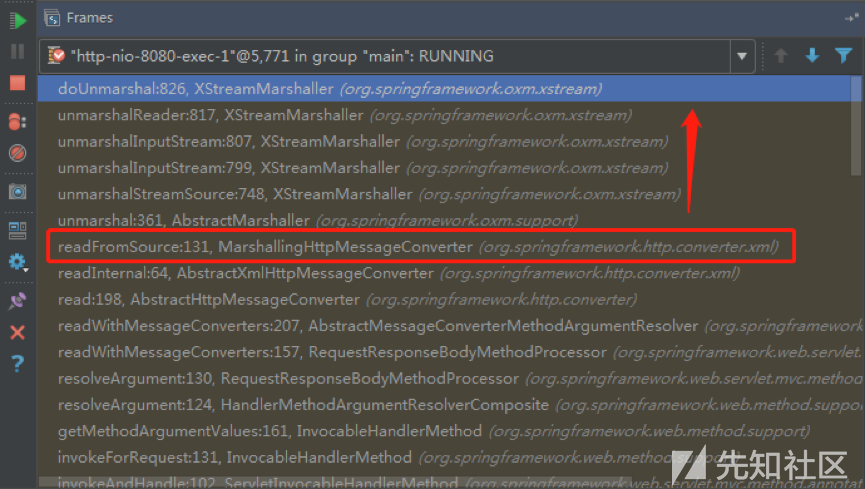 Frames
"http-nio-8080-exec-1"@5,771 in group "main": RUNNING
doUnmarshal:826, XStreamMarshaller (org.springframework.oxm.xstream)
unmarshalReader:817, XStreamMarshaller (org.springframework.oxm.xstream)
unmarshalInputStream:807, XStreamMarshaller (org.springframework.oxm.xstream)
unmarshalInputStream:799, XStreamMarshaller (org.springframework.oxm.xstream)
unmarshalStreamSource:748, XStreamMarshaller (org.springframework.oxm.xstream)
unmarshal:361, AbstractMarshaller (org.springframework.oxm.support)
readFromSource:131, MarshallingHttpMessageConverter (org.springframework.http.converter.xml)
readInternal:64, AbstractXmlHttpMessageConverter (org.springframework.http.converter.xml)
read:198, AbstractHttpMessageConverter (org.springframework.http.converter)
readWithMessageConverters:207, AbstractMessageConverterMethodArgumentResolver (org.springframework
readWithMessageConverters:157, RequestResponseBodyMethodProcessor (org.springframework.web.servlet.
resolveArgument:130, RequestResponseBodyMethodProcessor (org.springframework.web.servlet.mvc.method
resolveArgument:124, HandlerMethodArgumentResolverComposite (org.springframework.web.method.suppo
getMethodArgumentValues:161, InvocableHandlerMethod (org.springframework.web.method.support)
invokeForRequest:131, InvocableHandlerMethod (org.springframework.web.method
invokeAndHandle:102, ServletInvocableHandlerMethod (org.springframework.web.servlet.mvc.method.annota
先知社区